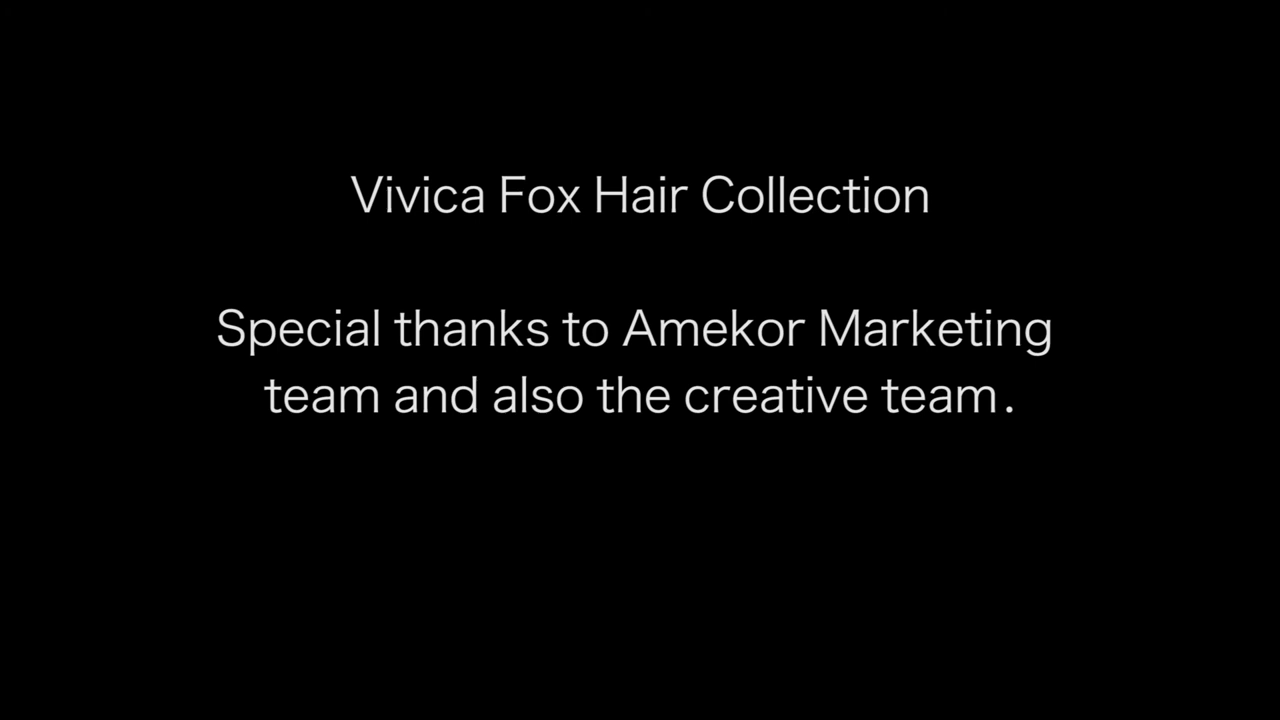 Vivica Fox Hair Collection
Special thanks to Amekor Marketing
team and also the creative team.